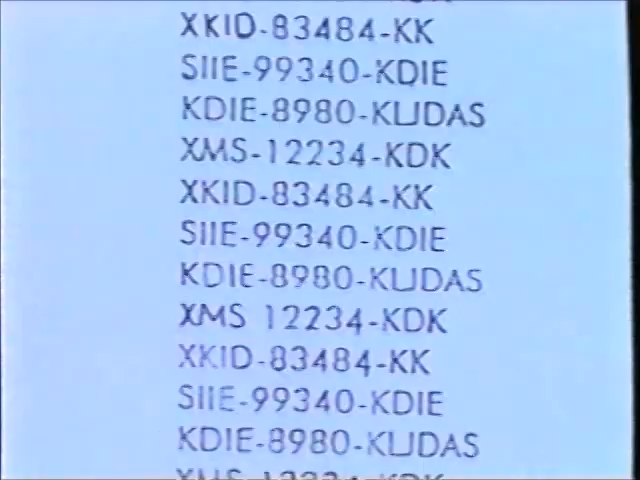 XKID-83484-KK
SIIE-99340-KDIE
KDIE-8980-KLJDAS
XMS-12234-KDK
XKID-83484-KK
SIIE-99340-KDIE
KDIE-8980-KLJDAS
XMS 12234-KDK
XKID-83484-KK
SIIE-99340-KDIE
KDIE-8980-KLJDAS